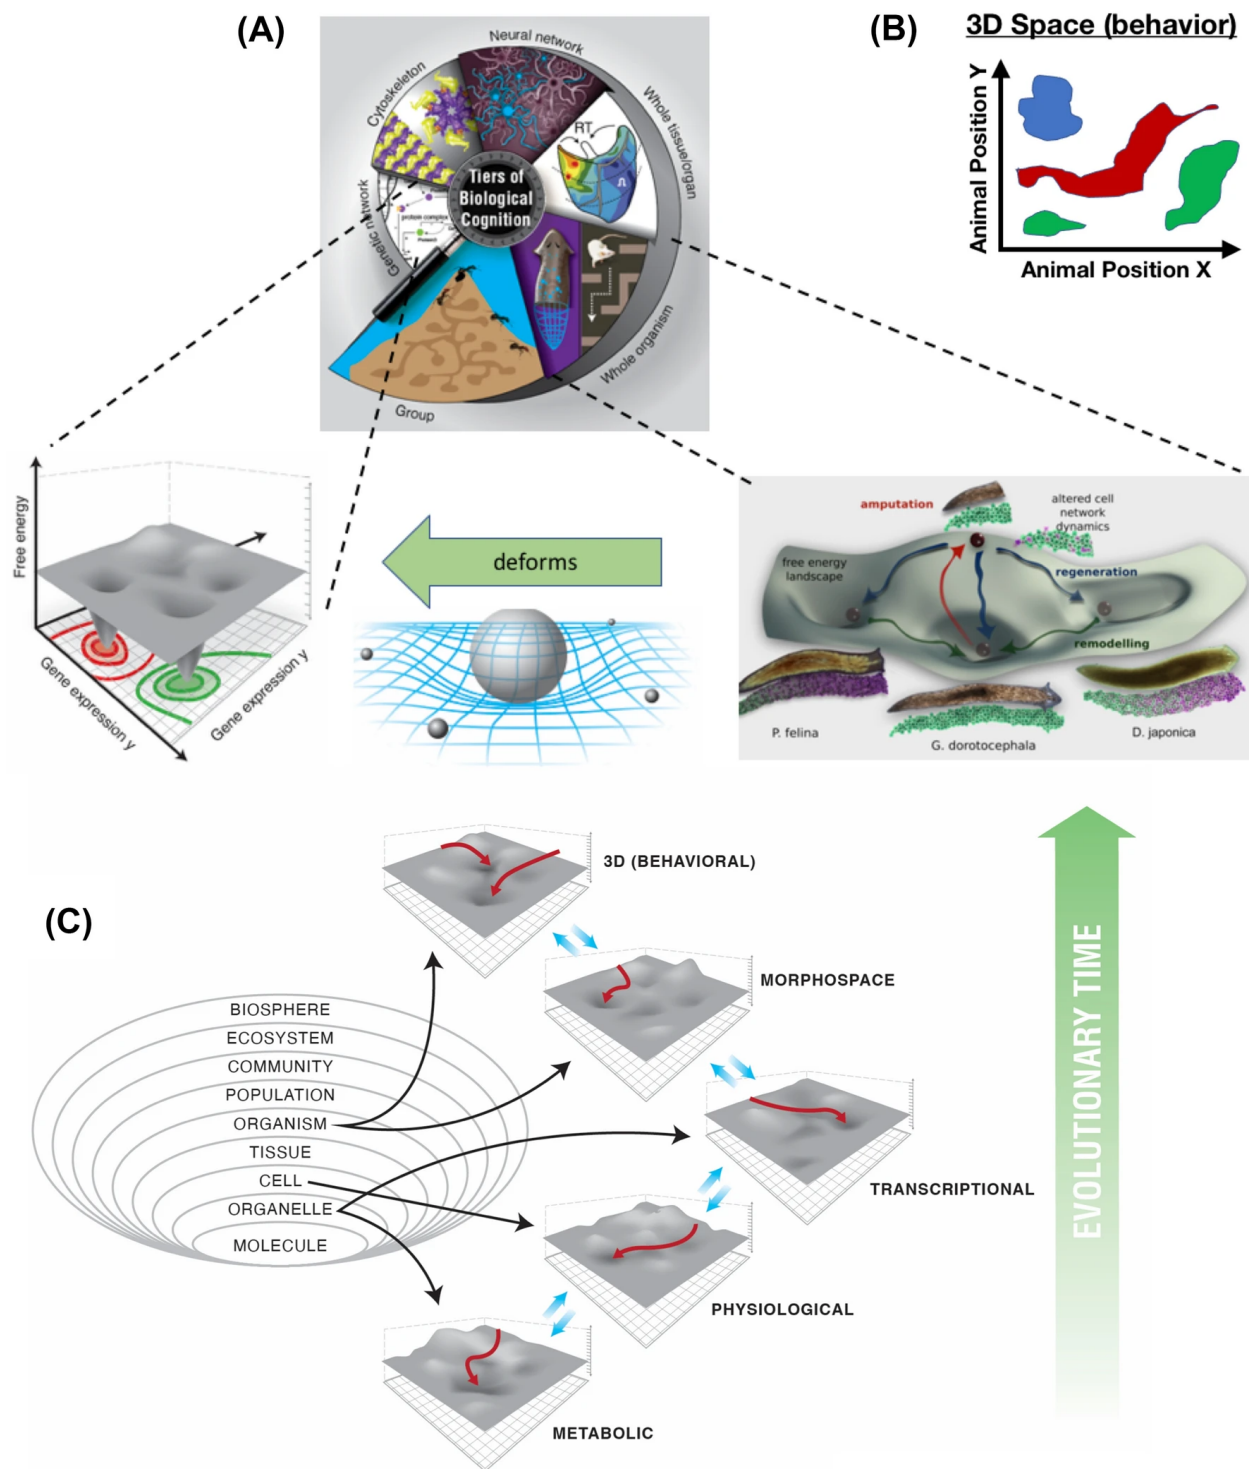 (A)
Neural network
Cytoskeleton
Whole tissue/organ
RT
Tiers of
Biological
Cognition
Genetic network
protein complex
Whole organism
Group
(B)
3D Space (behavior)
Animal Position Y
Animal Position X
Free energy
Gene expression y
Gene expression y
deforms
amputation
altered cell
network
dynamics
free energy
landscape
regeneration
remodelling
P. felina
G. dorotocephala
D. japonica
(C)
3D (BEHAVIORAL)
MORPHOSPACE
TRANSCRIPTIONAL
PHYSIOLOGICAL
METABOLIC
BIOSPHERE
ECOSYSTEM
COMMUNITY
POPULATION
ORGANISM
TISSUE
CELL
ORGANELLE
MOLECULE
EVOLUTIONARY TIME